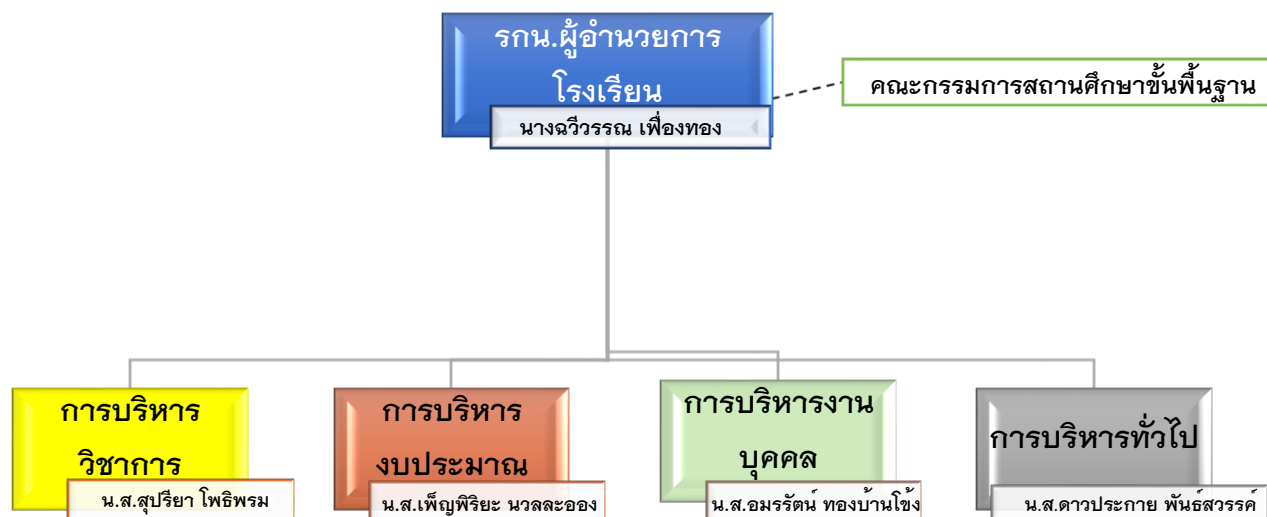 รกน.ผู้อำนวยการ
โรงเรียน
นางฉวีวรรณ เฟื่องทอง
คณะกรรมการสถานศึกษาขั้นพื้นฐาน
การบริหาร
วิชาการ
น.ส.สุปรียา โพธิพรม
การบริหาร
งบประมาณ
น.ส.เพ็ญพิริยะ นวลละออง
การบริหารงาน
บุคคล
น.ส.อมรรัตน์ ทองบ้านโข้ง
การบริหารทั่วไป
น.ส.ดาวประกาย พันธ์สวรรค์